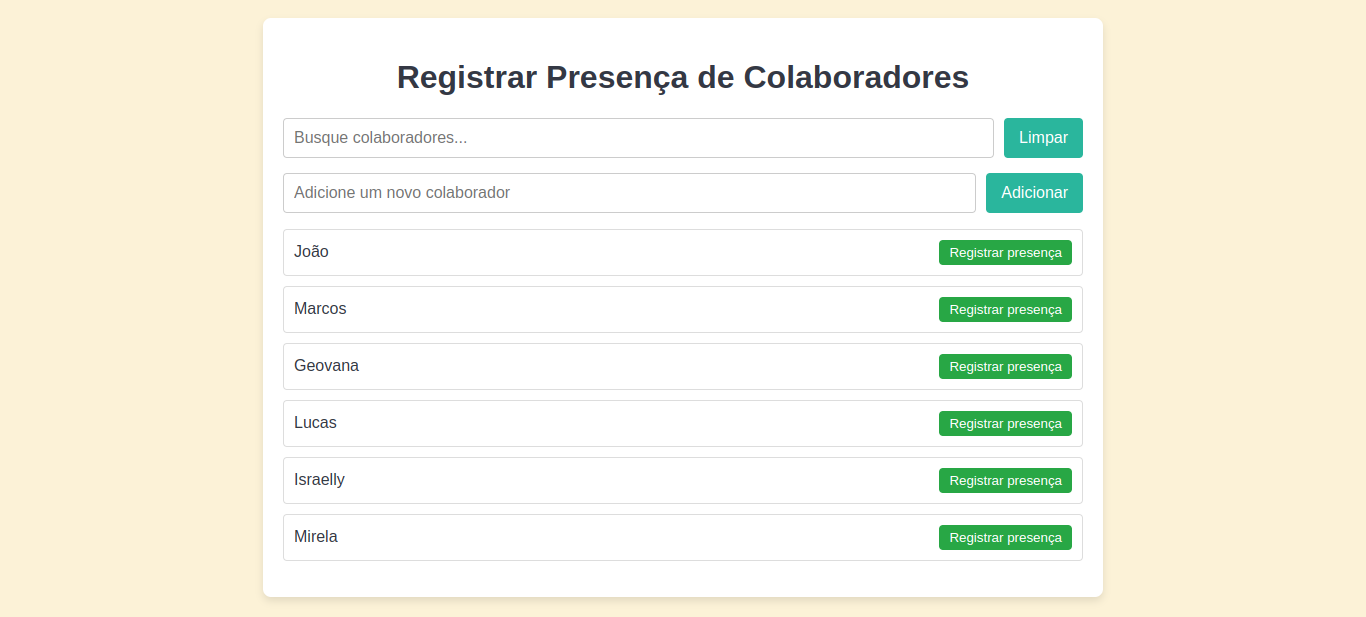 Registrar Presença de Colaboradores
Busque colaboradores...
Limpar
Adicione um novo colaborador
Adicionar
João
Registrar presença
Marcos
Registrar presença
Geovana
Registrar presença
Lucas
Registrar presença
Israelly
Registrar presença
Mirela
Registrar presença